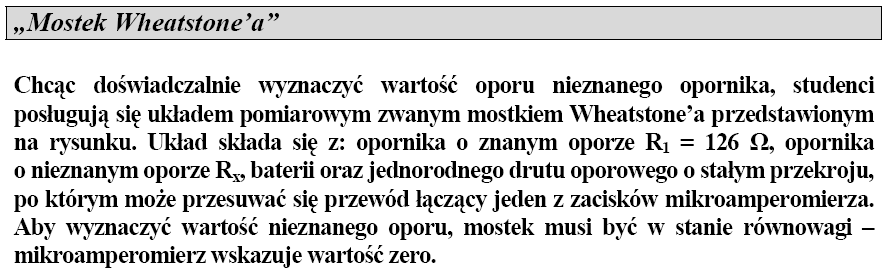 „Mostek Wheatstone’a”
Chcąc doświadczalnie wyznaczyć wartość oporu nieznanego opornika, studenci
posługują się układem pomiarowym zwanym mostkiem Wheatstone’a przedstawionym
na rysunku. Układ składa się z: opornika o znanym oporze R₁ = 126 Ω, opornika
o nieznanym oporze Rₓ, baterii oraz jednorodnego drutu oporowego o stałym przekroju,
po którym może przesuwać się przewód łączący jeden z zacisków mikroamperomierza.
Aby wyznaczyć wartość nieznanego oporu, mostek musi być w stanie równowagi –
mikroamperomierz wskazuje wartość zero.